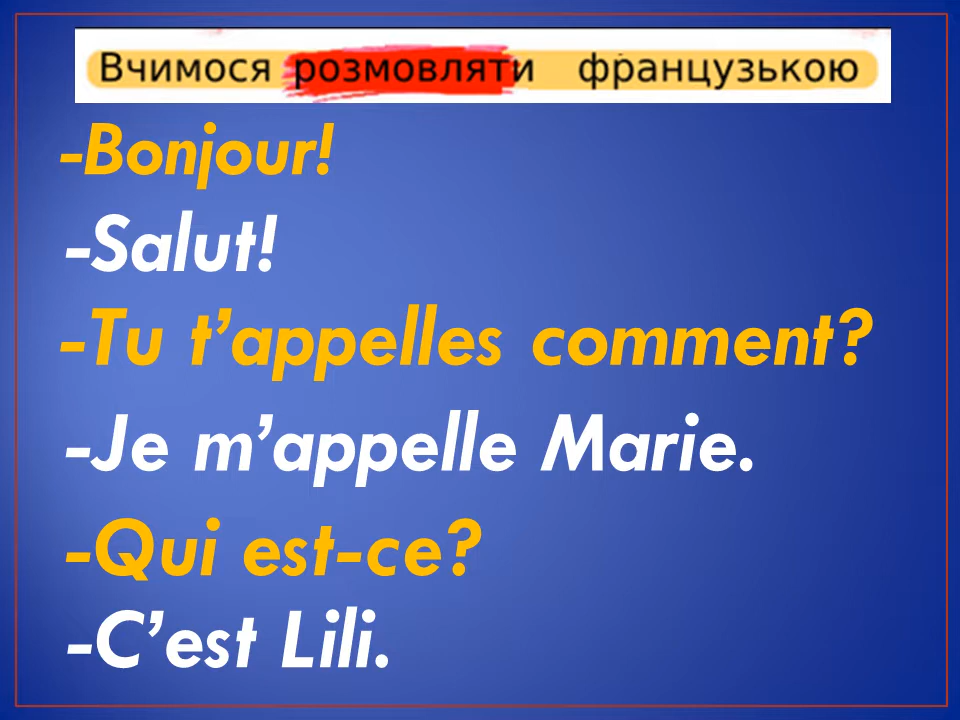 Вчимося розмовляти французькою
-Bonjour!
-Salut!
-Tu t’appelles comment?
-Je m’appelle Marie.
-Qui est-ce?
-C’est Lili.